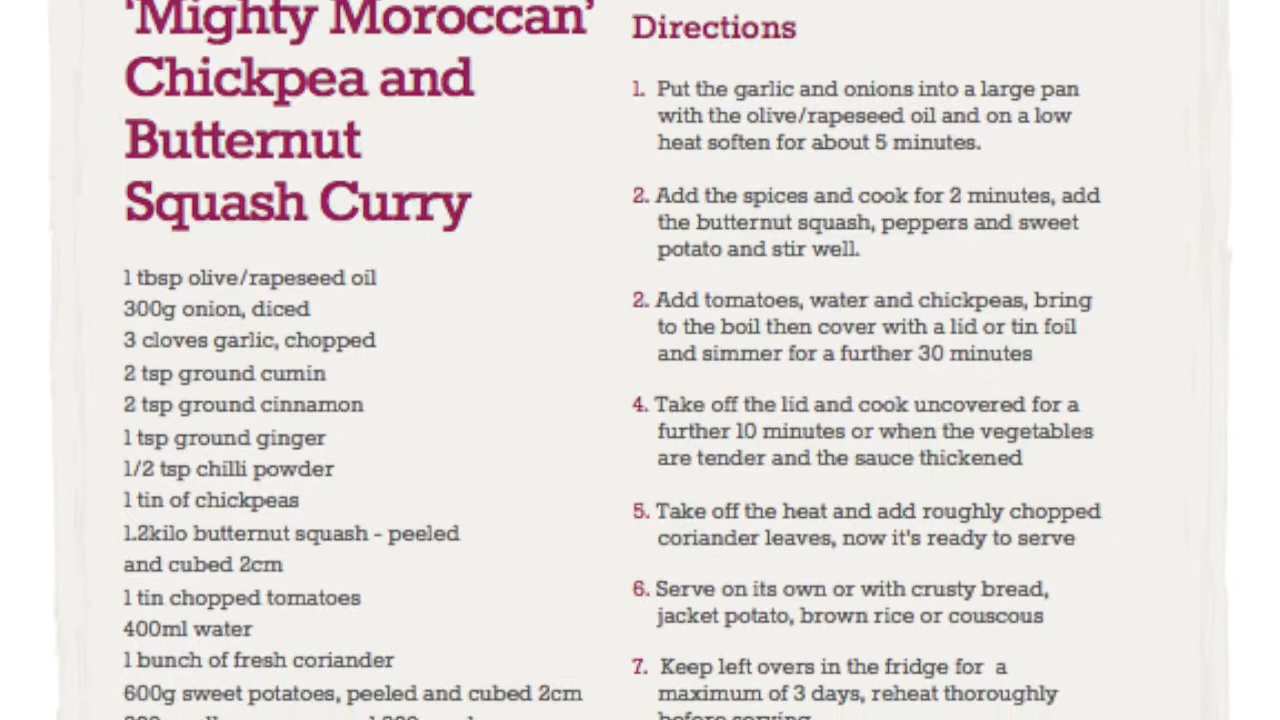 'Mighty Moroccan'
Chickpea and
Butternut
Squash Curry
1 tbsp olive/rapeseed oil
300g onion, diced
3 cloves garlic, chopped
2 tsp ground cumin
2 tsp ground cinnamon
1 tsp ground ginger
1/2 tsp chilli powder
1 tin of chickpeas
1.2kilo butternut squash - peeled
and cubed 2cm
1 tin chopped tomatoes
400ml water
1 bunch of fresh coriander
600g sweet potatoes, peeled and cubed 2cm
Directions
1. Put the garlic and onions into a large pan
with the olive/rapeseed oil and on a low
heat soften for about 5 minutes.
2. Add the spices and cook for 2 minutes, add
the butternut squash, peppers and sweet
potato and stir well.
2. Add tomatoes, water and chickpeas, bring
to the boil then cover with a lid or tin foil
and simmer for a further 30 minutes
4. Take off the lid and cook uncovered for a
further 10 minutes or when the vegetables
are tender and the sauce thickened
5. Take off the heat and add roughly chopped
coriander leaves, now it's ready to serve
6. Serve on its own or with crusty bread,
jacket potato, brown rice or couscous
7. Keep left overs in the fridge for a
maximum of 3 days, reheat thoroughly
before serving